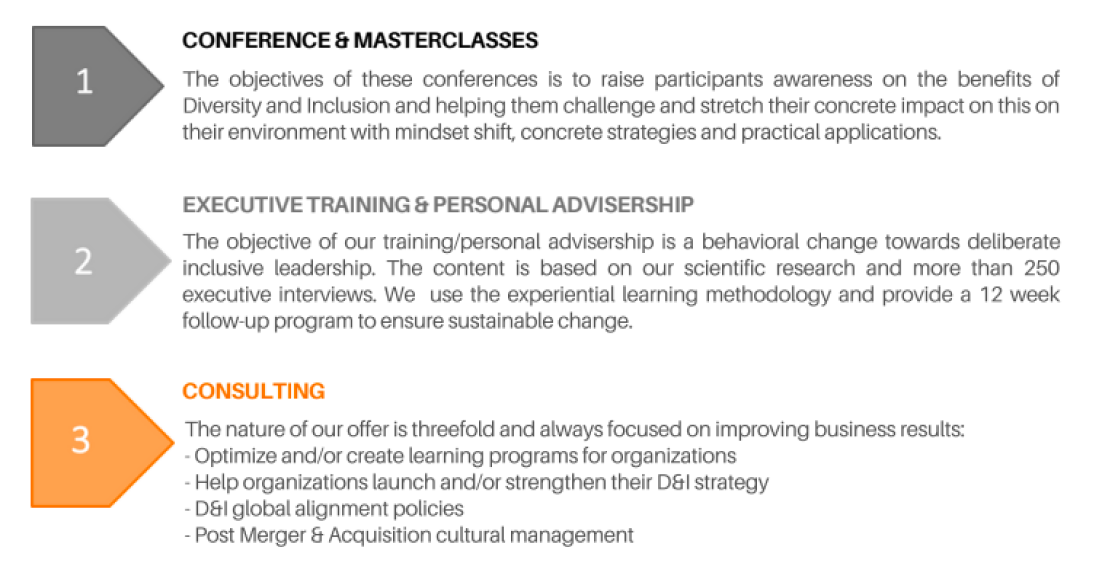 1
CONFERENCE & MASTERCLASSES
The objectives of these conferences is to raise participants awareness on the benefits of
Diversity and Inclusion and helping them challenge and stretch their concrete impact on this on
their environment with mindset shift, concrete strategies and practical applications.
2
EXECUTIVE TRAINING & PERSONAL ADVISERSHIP
The objective of our training/personal advisership is a behavioral change towards deliberate
inclusive leadership. The content is based on our scientific research and more than 250
executive interviews. We  use the experiential learning methodology and provide a 12 week
follow-up program to ensure sustainable change.
3
CONSULTING
The nature of our offer is threefold and always focused on improving business results:
- Optimize and/or create learning programs for organizations
- Help organizations launch and/or strengthen their D&I strategy
- D&I global alignment policies
- Post Merger & Acquisition cultural management